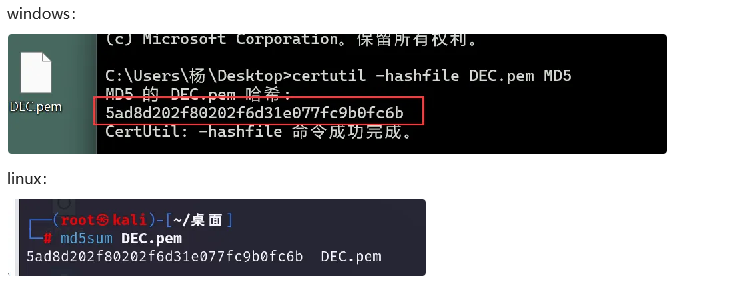 windows：
(c) Microsoft Corporation。保留所有权利。
C:\Users\杨\Desktop>certutil -hashfile DEC.pem MD5
DEC.pem
MD5 的 DEC.pem 哈希：
5ad8d202f80202f6d31e077fc9b0fc6b
CertUtil: -hashfile 命令成功完成。
linux：
┌──(root㉿kali)-[~/桌面]
└─# md5sum DEC.pem
5ad8d202f80202f6d31e077fc9b0fc6b  DEC.pem